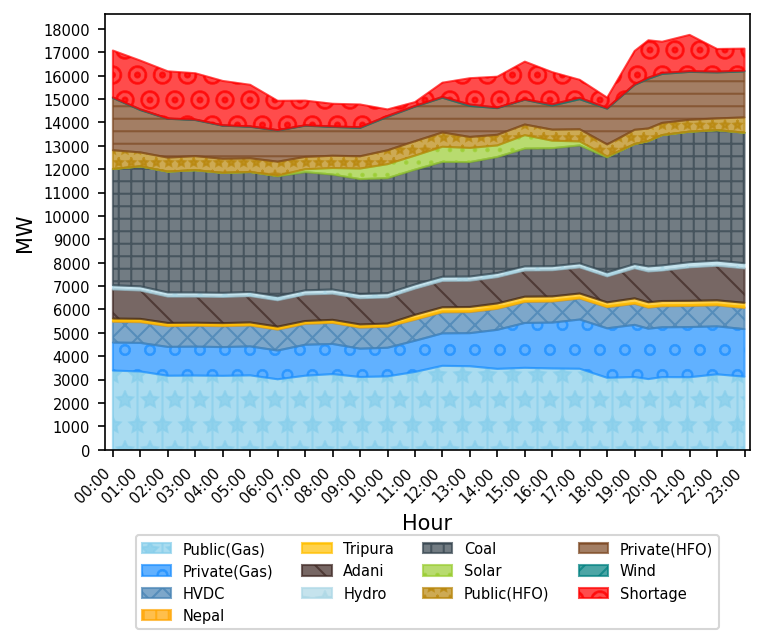 18000
17000
16000
15000
14000
13000
12000
11000
10000
9000
8000
7000
6000
5000
4000
3000
2000
1000
0
MW
00:00 01:00 02:00 03:00 04:00 05:00 06:00 07:00 08:00 09:00 10:00 11:00 12:00 13:00 14:00 15:00 16:00 17:00 18:00 19:00 20:00 21:00 22:00 23:00
Hour
Public(Gas) Tripura Coal Private(HFO)
Private(Gas) Adani Solar Wind
HVDC Hydro Public(HFO) Shortage
Nepal